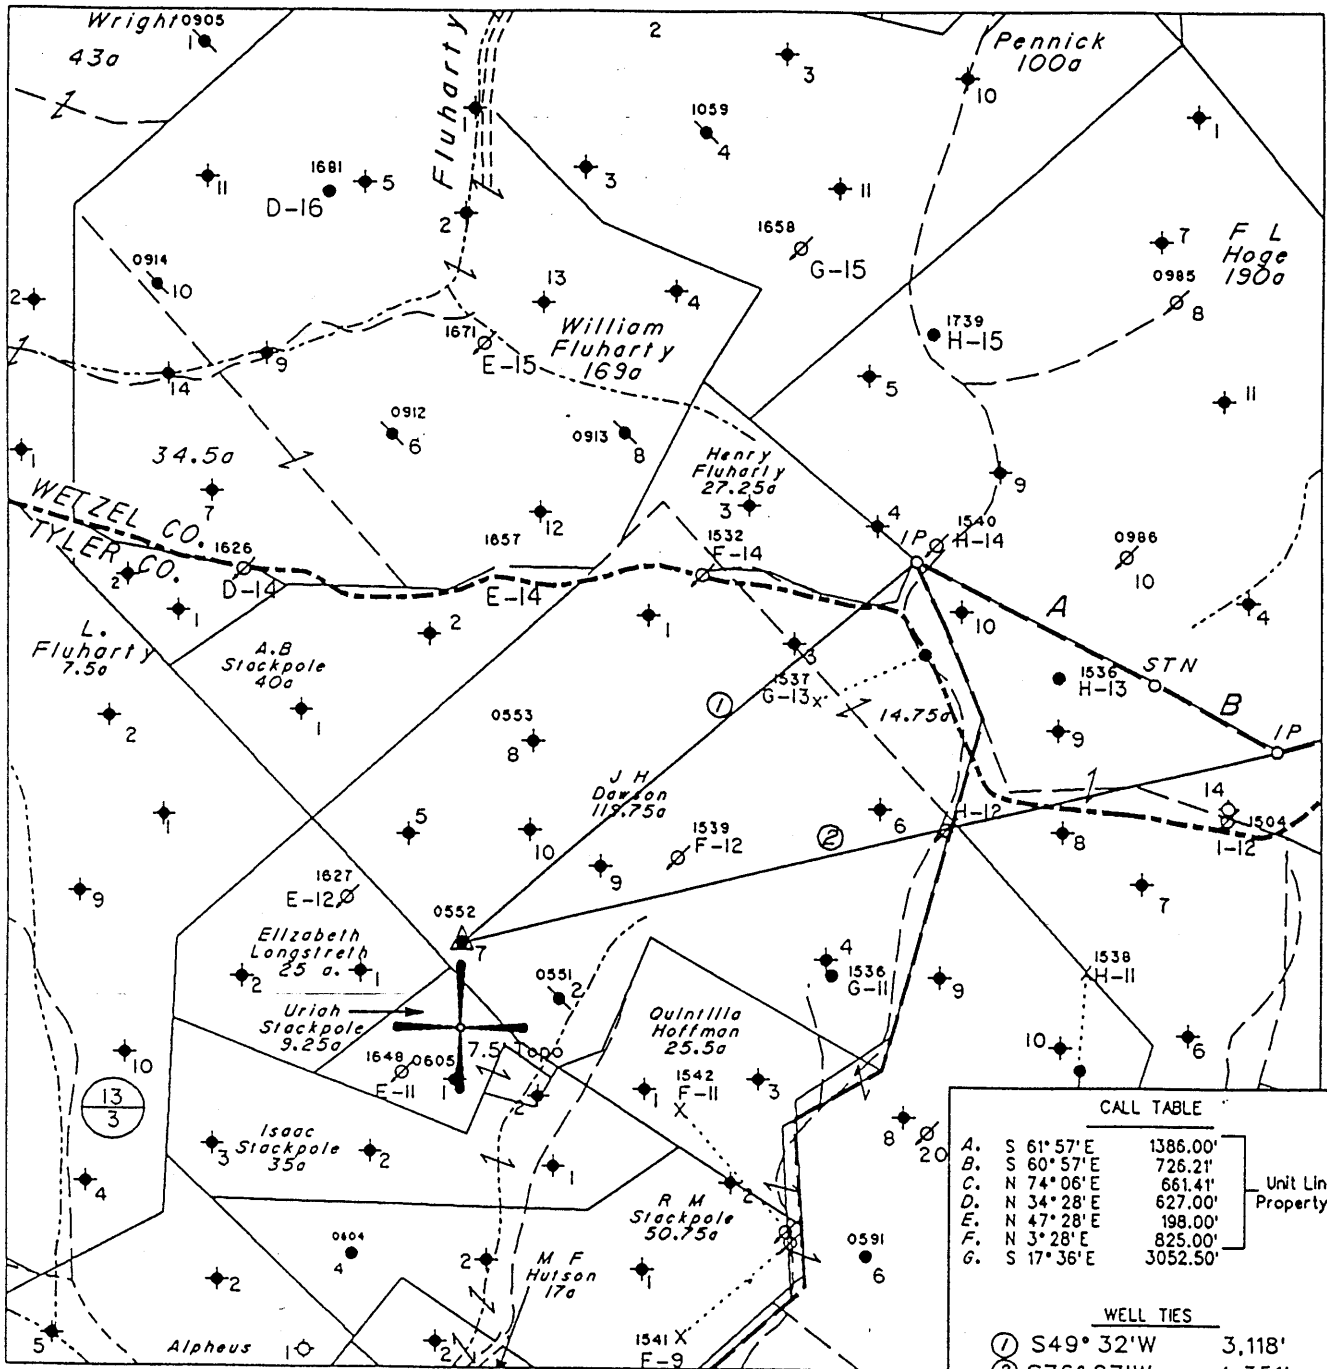 Wright
43a
0905
1
Fluharty
2
3
Pennick
100a
10
1
1
1059
4
3
11
1681
D-16
5
11
2
1658
G-15
7
F L
Hoge
190a
0985
8
0914
10
2
13
4
William
Fluharty
169a
1671
E-15
1739
H-15
9
14
5
11
0912
6
0913
8
1
34.5a
7
Henry
Fluharty
27.25a
3
9
WETZEL CO.
TYLER CO.
12
4
1540
H-14
IP
1657
E-14
1532
F-14
0986
10
1626
D-14
2
1
2
1
10
A
4
L.
Fluharty
7.5a
A.B
Stackpole
40a
3
1537
G-13
x
1536
H-13
STN
B
IP
2
1
1
14.75a
9
0553
8
J H
Dawson
119.75a
1
5
10
1539
F-12
2
6
H-12
8
14
1504
I-12
9
9
7
1627
E-12
0552
7
Elizabeth
Longstreth
25 a.
2
1
0551
2
4
1536
G-11
9
1538
X
H-11
Uriah
Stackpole
9.25a
Quintilla
Hoffman
25.5a
7.5' Topo
10
10
6
1648
E-11
0605
1
2
1
1542
F-11
X
3
13
3
8
20
Isaac
Stackpole
35a
3
2
1
2
4
R M
Stackpole
50.75a
0604
4
2
M F
Hutson
17a
1
0591
6
2
5
Alpheus
1
2
1541
X
F-9
CALL TABLE
A. S 61°57'E 1386.00'
B. S 60°57'E 726.21'
C. N 74°06'E 661.41'
D. N 34°28'E 627.00'
E. N 47°28'E 198.00'
F. N 3°28'E 825.00'
G. S 17°36'E 3052.50'
Unit Lin
Property
WELL TIES
1 S49°32'W 3,118'